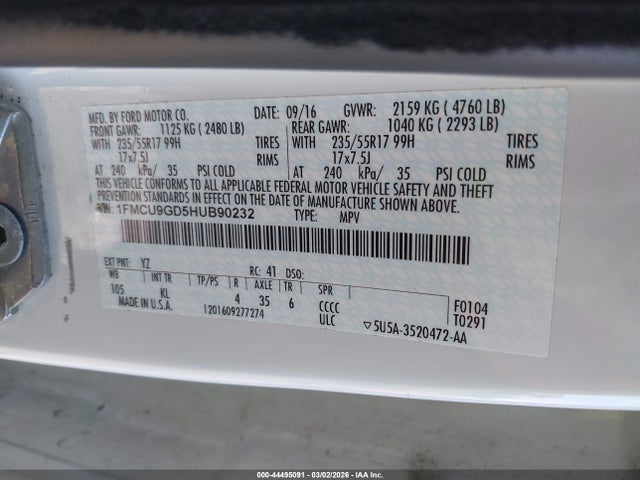 MFD. BY FORD MOTOR CO. DATE: 09/16 GVWR: 2159 KG ( 4760 LB)
FRONT GAWR: 1125 KG ( 2480 LB) REAR GAWR: 1040 KG ( 2293 LB)
WITH 235/55R17 99H TIRES WITH 235/55R17 99H TIRES
17x7.5J RIMS 17x7.5J RIMS
AT 240 kPa/ 35 PSI COLD AT 240 kPa/ 35 PSI COLD
THIS VEHICLE CONFORMS TO ALL APPLICABLE FEDERAL MOTOR VEHICLE SAFETY AND THEFT
PREVENTION STANDARDS IN EFFECT ON THE DATE OF MANUFACTURE SHOWN ABOVE.
VIN: 1FMCU9GD5HUB90232 TYPE: MPV
EXT PNT: YZ RC: 41 DSO:
WB INT TR TP/PS R AXLE TR SPR
105 KL 4 35 6 CCCC F0104
MADE IN U.S.A. 1201609277274 ULC T0291
▽5U5A-3520472-AA
000-44495091 | 03/02/2026 - IAA Inc.